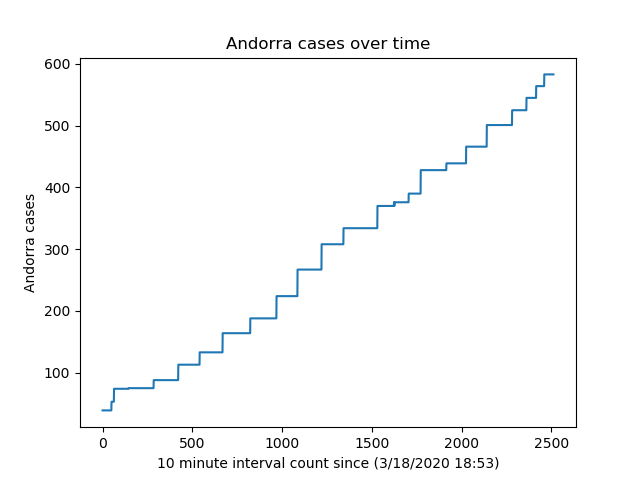 Andorra cases over time
600
500
400
300
200
100
Andorra cases
0 500 1000 1500 2000 2500
10 minute interval count since (3/18/2020 18:53)